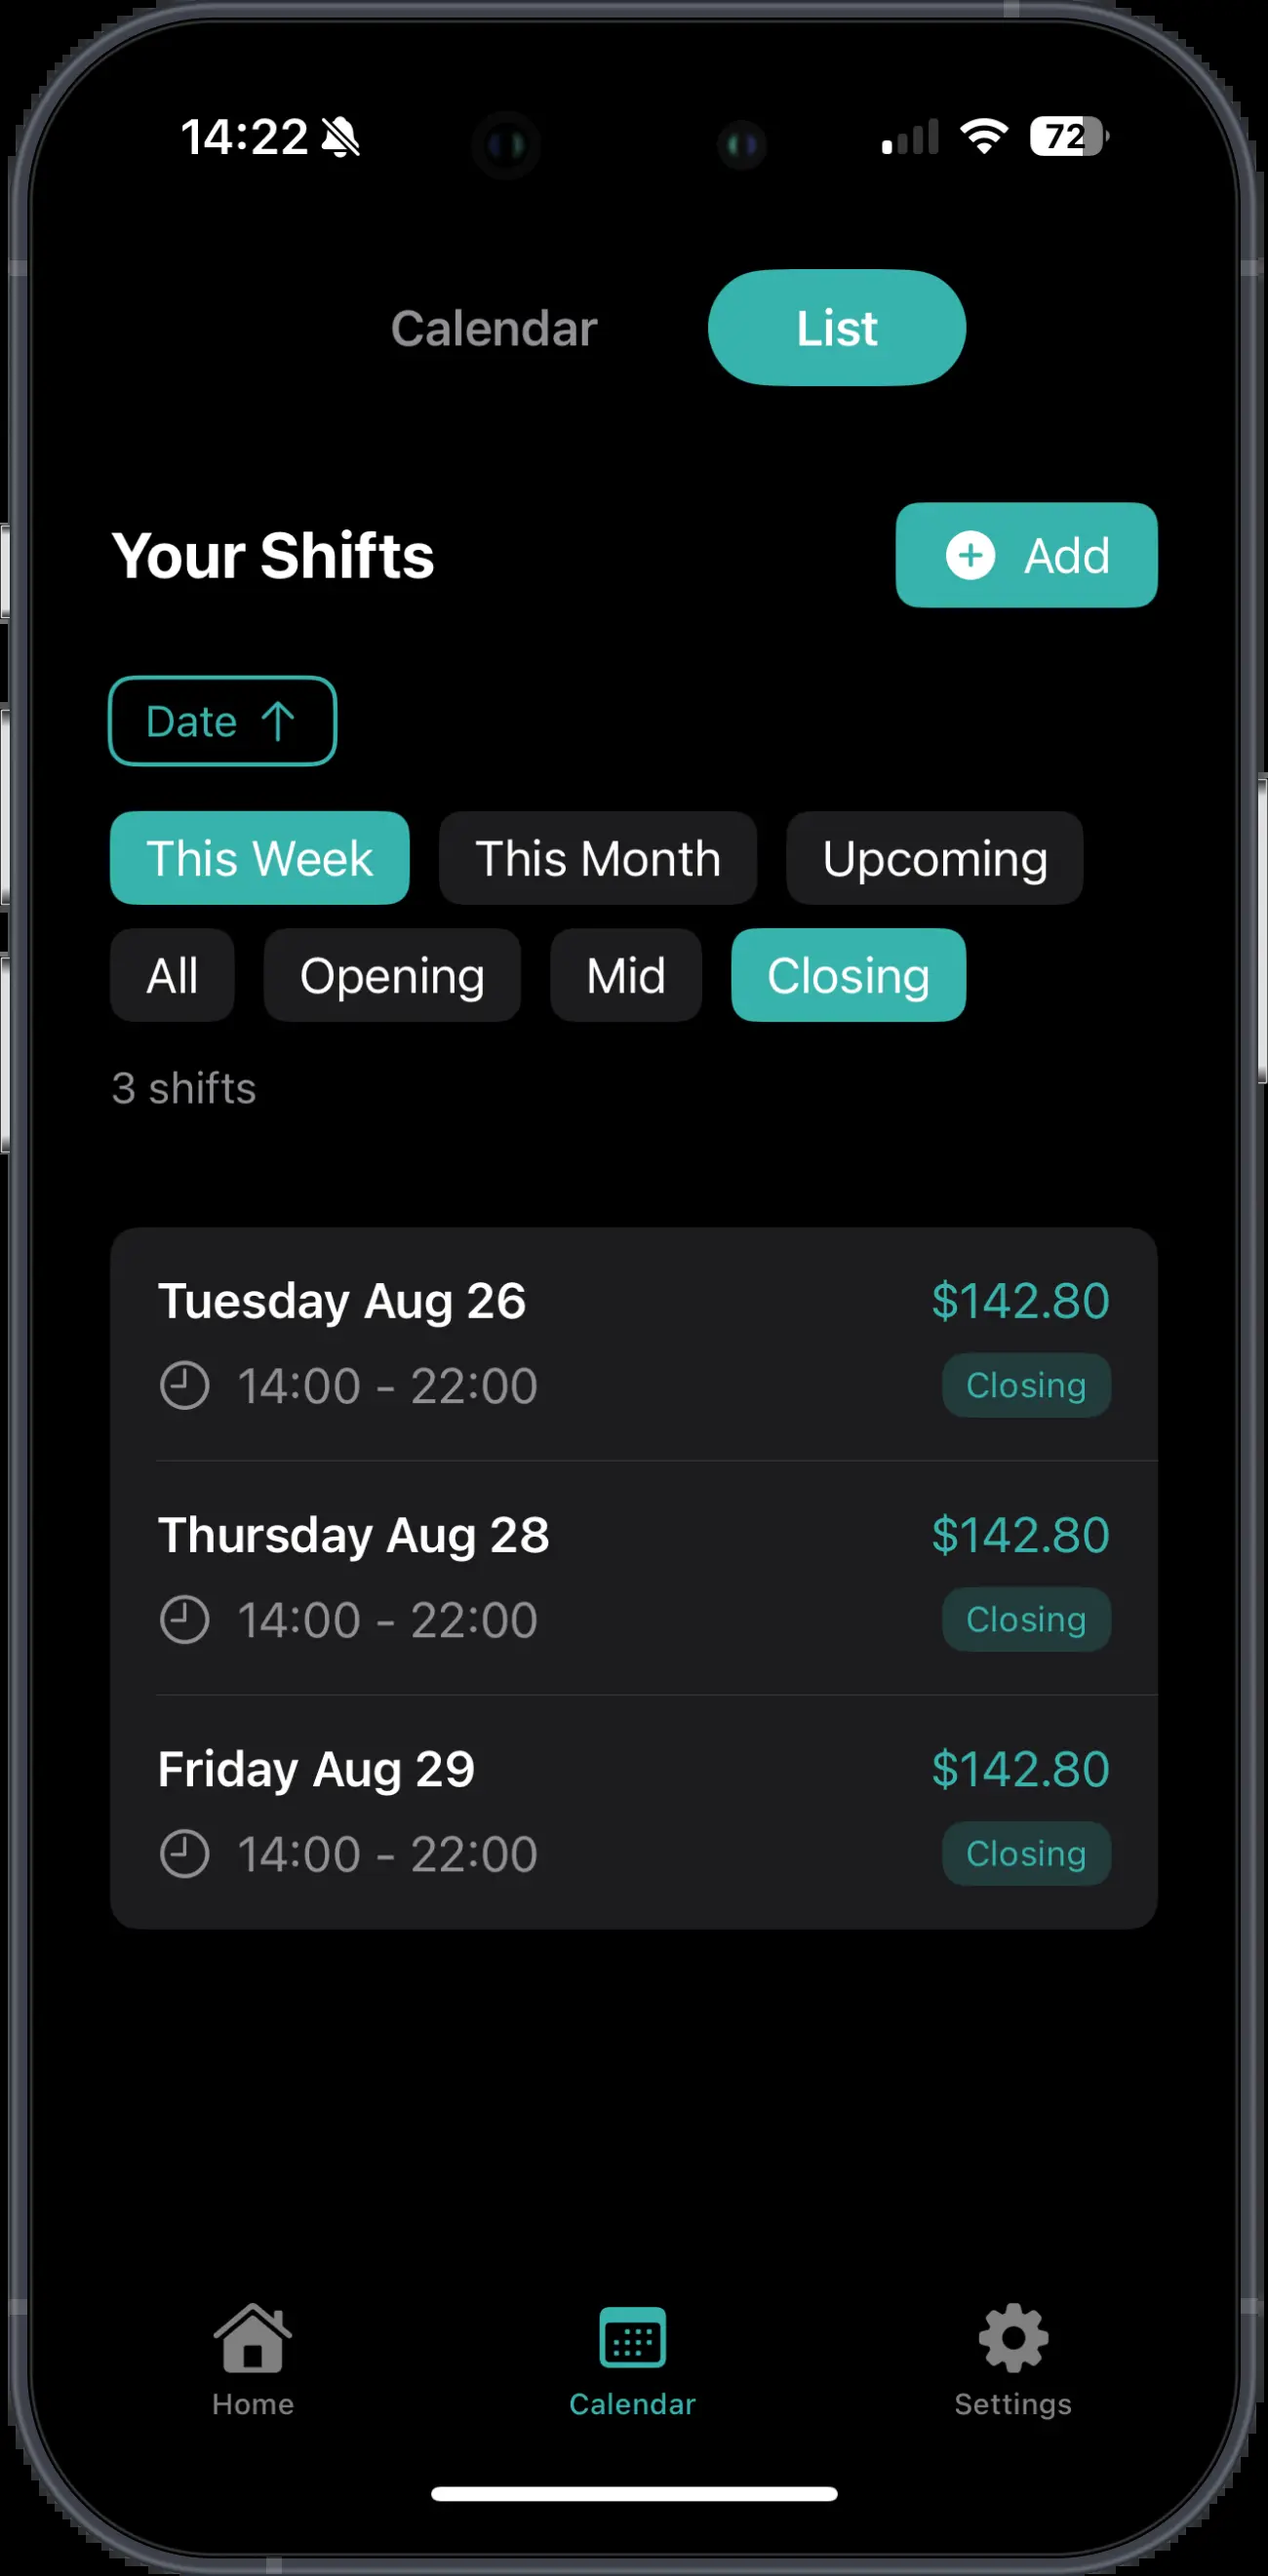 14:22 72
Calendar List
Your Shifts Add
Date ↑
This Week This Month Upcoming
All Opening Mid Closing
3 shifts
Tuesday Aug 26 $142.80
14:00 - 22:00 Closing
Thursday Aug 28 $142.80
14:00 - 22:00 Closing
Friday Aug 29 $142.80
14:00 - 22:00 Closing
Home Calendar Settings